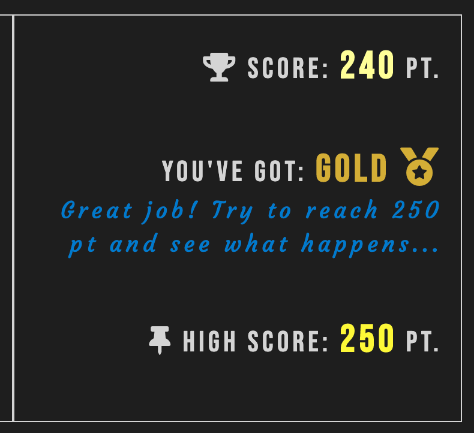 SCORE: 240 PT.
YOU'VE GOT: GOLD
Great job! Try to reach 250
pt and see what happens...
HIGH SCORE: 250 PT.